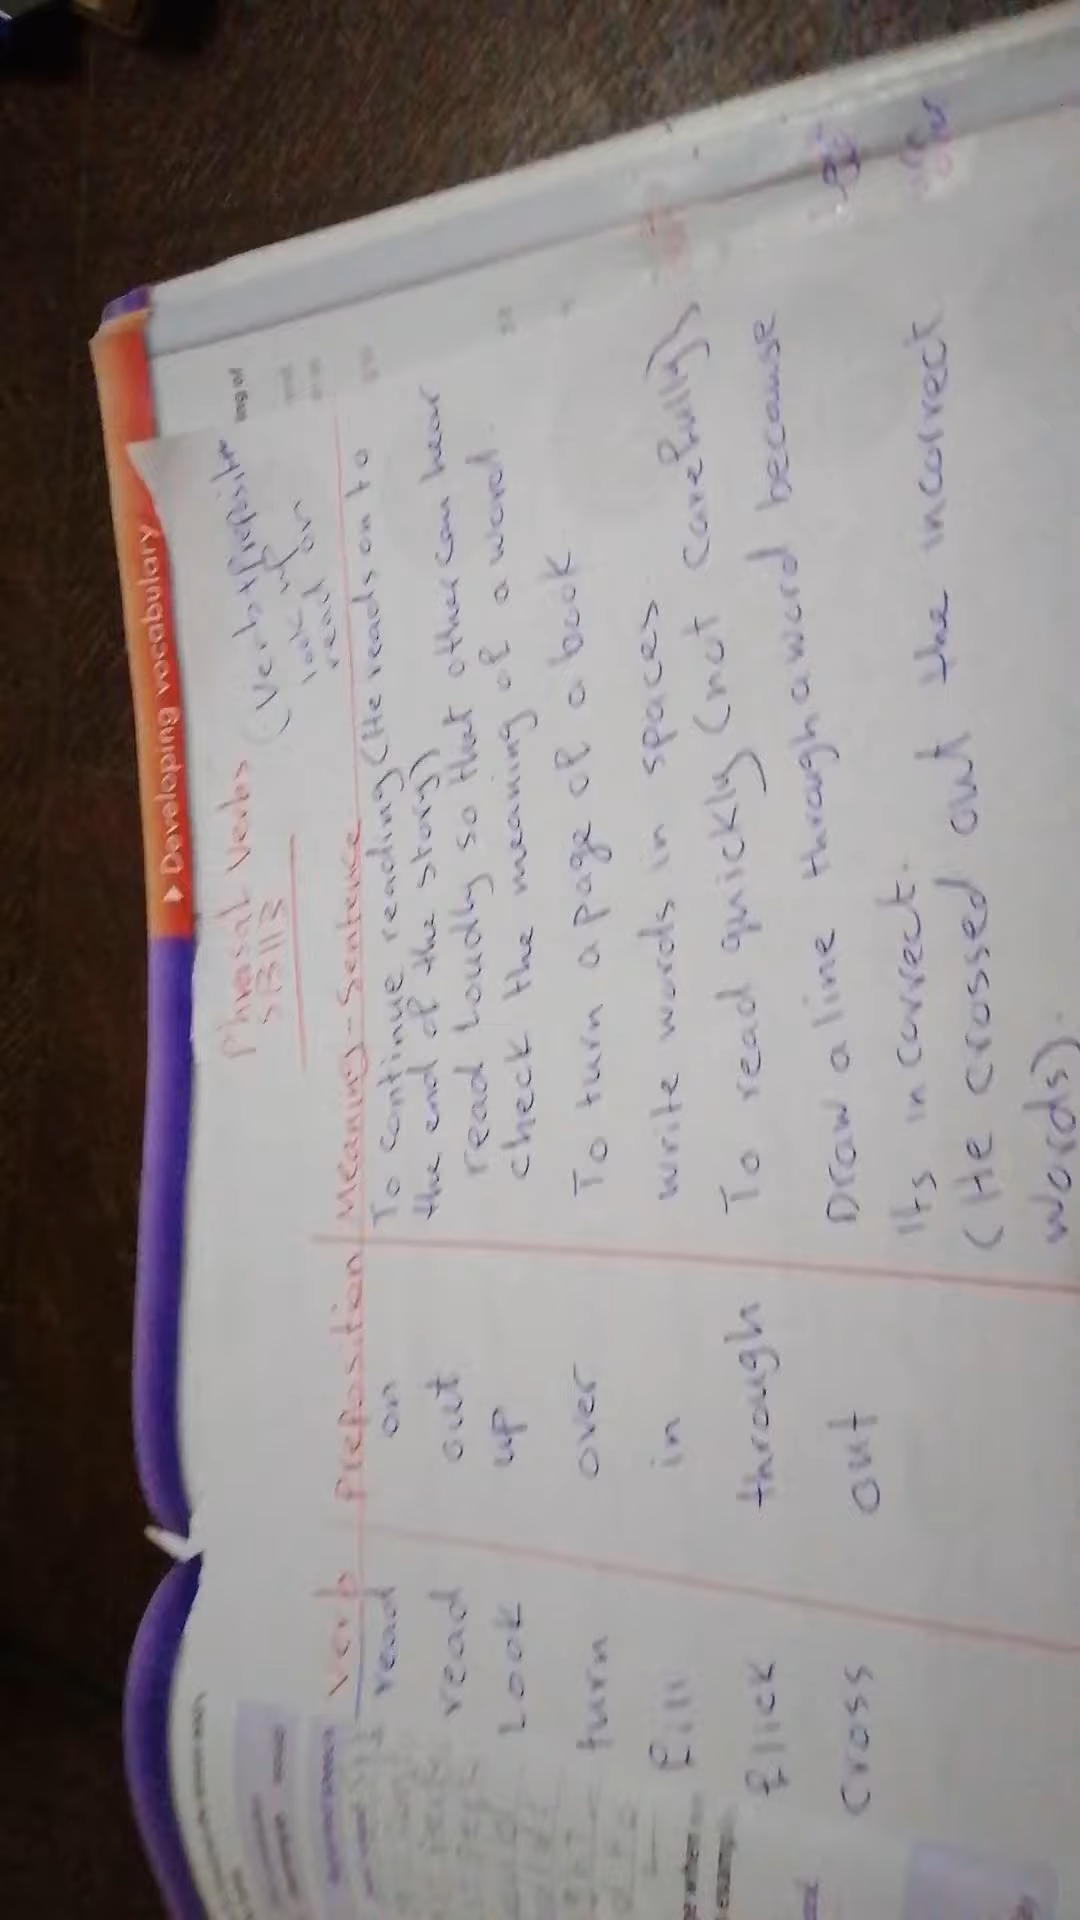 ▸ Developing vocabulary
Phrasal Verbs (Verb + Preposition
SB113 look up
read on
Verb Preposition Meaning - Sentence
read on To continue reading (He reads on to
the end of the story)
read out read Loudly so that other can hear
Look up check the meaning of a word.
turn over To turn a page of a book
fill in write words in spaces.
flick through To read quickly (not carefully)
cross out Draw a line through a word because
Its in correct.
(He crossed out the incorrect
words).